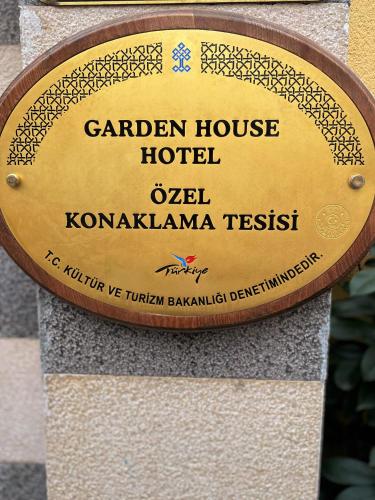 GARDEN HOUSE
HOTEL
ÖZEL
KONAKLAMA TESİSİ
Türkiye
T.C. KÜLTÜR VE TURİZM BAKANLIĞI DENETİMİNDEDİR.